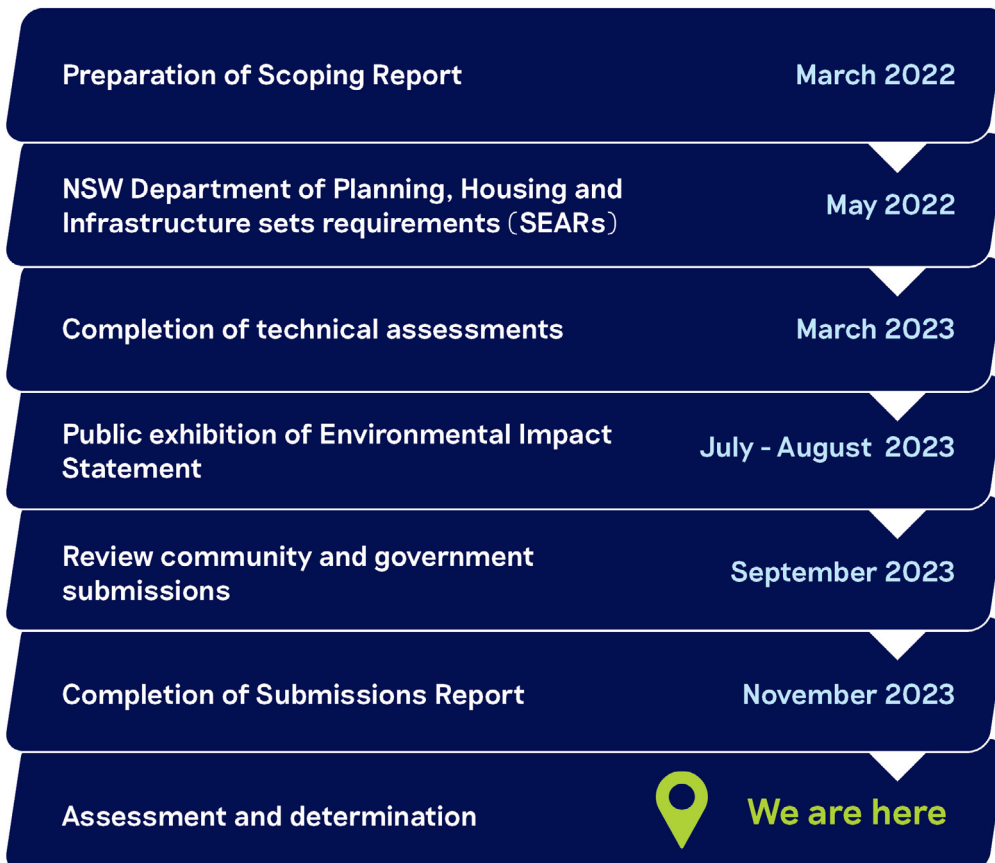 Preparation of Scoping Report
March 2022
NSW Department of Planning, Housing and
Infrastructure sets requirements (SEARs)
May 2022
Completion of technical assessments
March 2023
Public exhibition of Environmental Impact
Statement
July - August 2023
Review community and government
submissions
September 2023
Completion of Submissions Report
November 2023
Assessment and determination
We are here